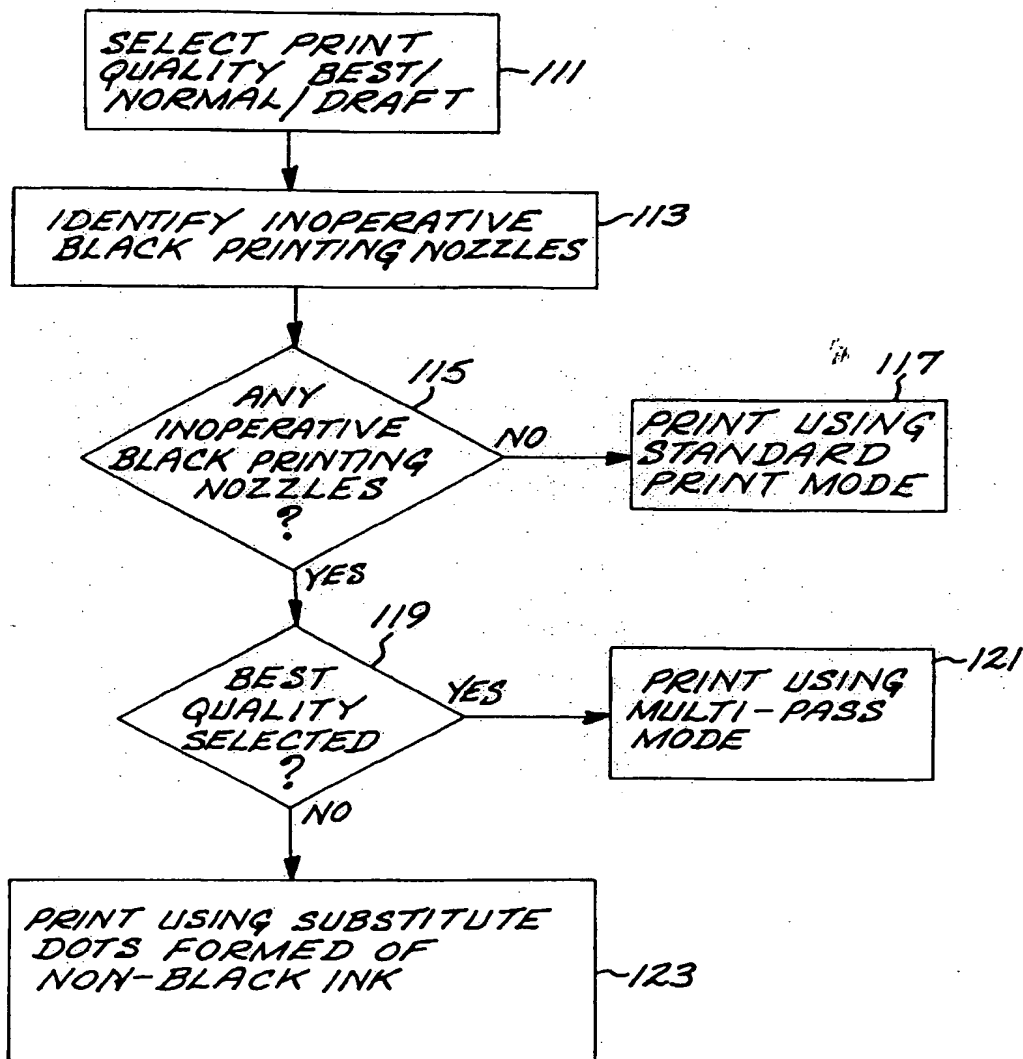 SELECT PRINT
QUALITY BEST/
NORMAL/DRAFT
111
IDENTIFY INOPERATIVE
BLACK PRINTING NOZZLES
113
115
ANY
INOPERATIVE
BLACK PRINTING
NOZZLES
?
NO
117
PRINT USING
STANDARD
PRINT MODE
YES
119
BEST
QUALITY
SELECTED
?
YES
121
PRINT USING
MULTI-PASS
MODE
NO
PRINT USING SUBSTITUTE
DOTS FORMED OF
NON-BLACK INK
123